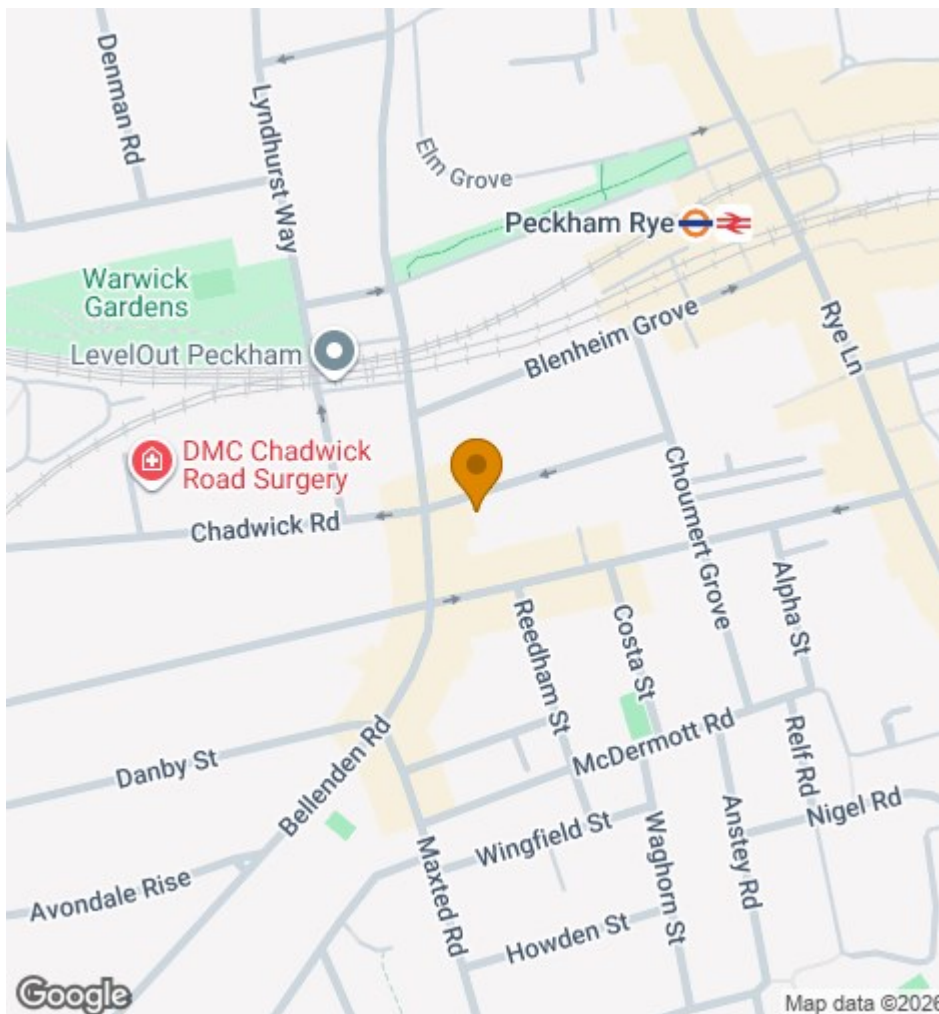 Denman Rd
Lyndhurst Way
Elm Grove
Peckham Rye
Warwick
Gardens
LevelOut Peckham
Blenheim Grove
Rye Ln
DMC Chadwick
Road Surgery
Chadwick Rd
Choumert Grove
Alpha St
Reedham St
Costa St
Danby St
Bellenden Rd
McDermott Rd
Relf Rd
Nigel Rd
Wingfield St
Anstey Rd
Waghorn St
Avondale Rise
Maxted Rd
Howden St
Google
Map data ©2026